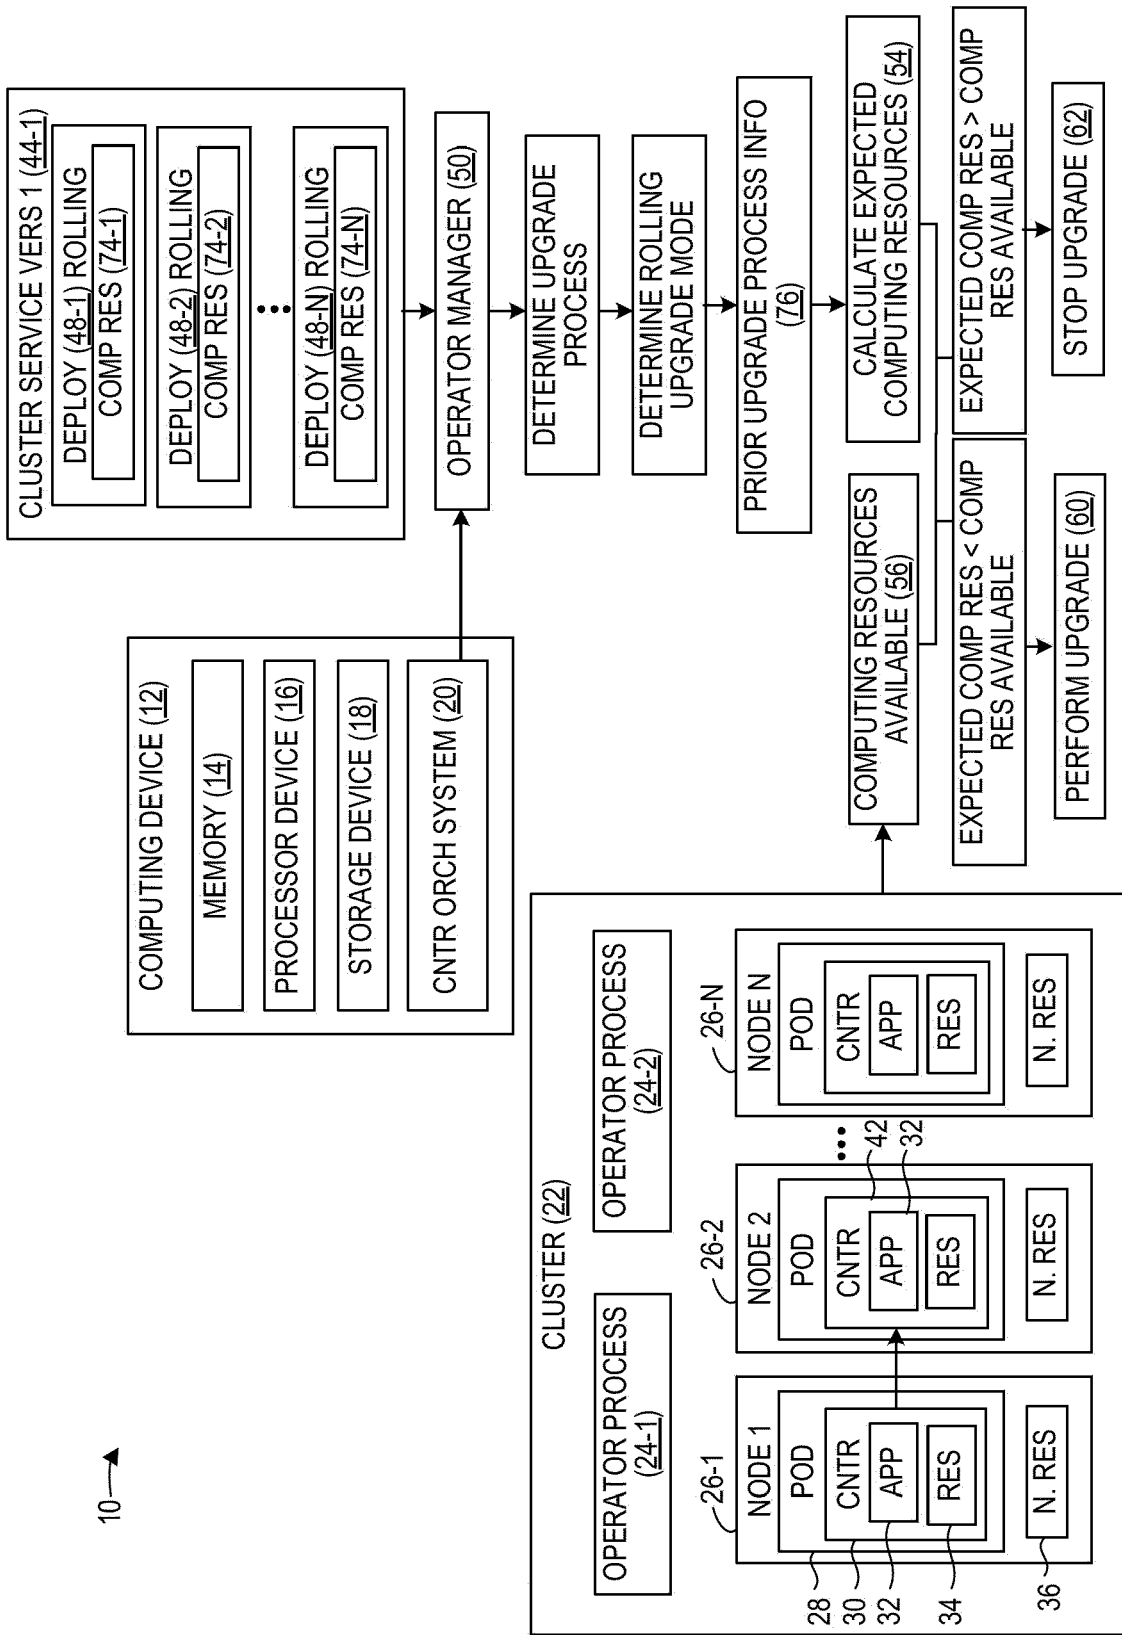 10
COMPUTING DEVICE (12)
MEMORY (14)
PROCESSOR DEVICE (16)
STORAGE DEVICE (18)
CNTR ORCH SYSTEM (20)
CLUSTER SERVICE VERS 1 (44-1)
DEPLOY (48-1) ROLLING
COMP RES (74-1)
DEPLOY (48-2) ROLLING
COMP RES (74-2)
•••
DEPLOY (48-N) ROLLING
COMP RES (74-N)
OPERATOR MANAGER (50)
DETERMINE UPGRADE
PROCESS
DETERMINE ROLLING
UPGRADE MODE
PRIOR UPGRADE PROCESS INFO
(76)
CALCULATE EXPECTED
COMPUTING RESOURCES (54)
COMPUTING RESOURCES
AVAILABLE (56)
EXPECTED COMP RES < COMP
RES AVAILABLE
EXPECTED COMP RES > COMP
RES AVAILABLE
PERFORM UPGRADE (60)
STOP UPGRADE (62)
CLUSTER (22)
OPERATOR PROCESS
(24-1)
OPERATOR PROCESS
(24-2)
26-1
NODE 1
POD
CNTR
APP
RES
N. RES
28
30
32
34
36
26-2
NODE 2
POD
CNTR
APP
RES
N. RES
42
32
•••
26-N
NODE N
POD
CNTR
APP
RES
N. RES